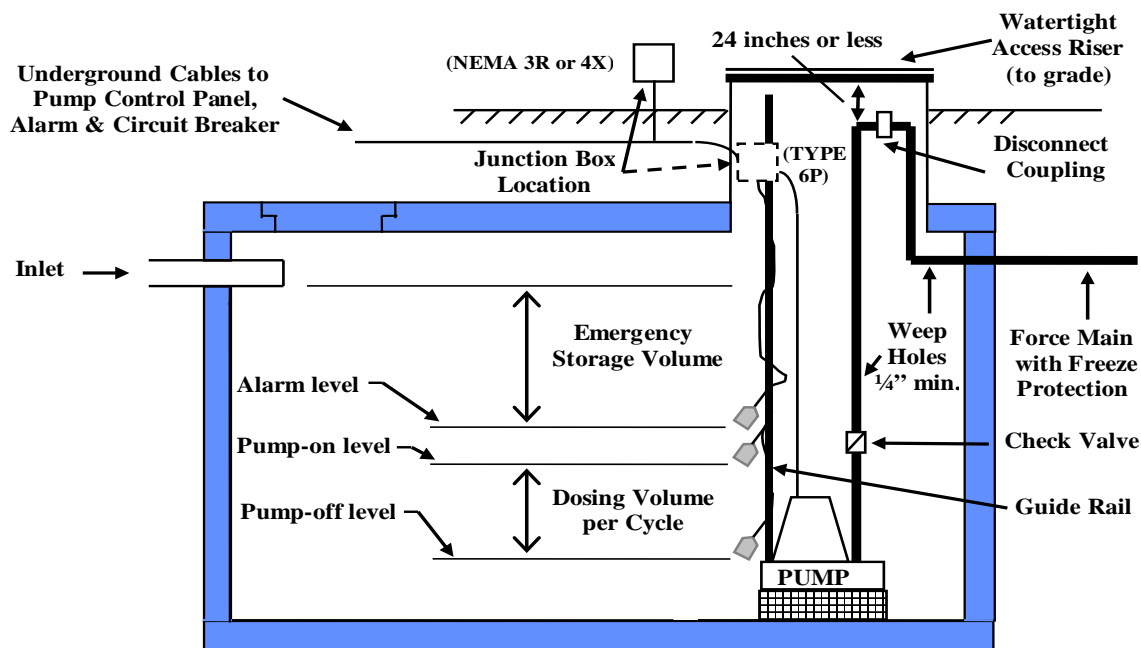 Underground Cables to
Pump Control Panel,
Alarm & Circuit Breaker
(NEMA 3R or 4X)
24 inches or less
Watertight
Access Riser
(to grade)
Junction Box
Location
(TYPE
6P)
Disconnect
Coupling
Inlet
Emergency
Storage Volume
Weep
Holes
¼” min.
Force Main
with Freeze
Protection
Alarm level
Pump-on level
Check Valve
Pump-off level
Dosing Volume
per Cycle
Guide Rail
PUMP